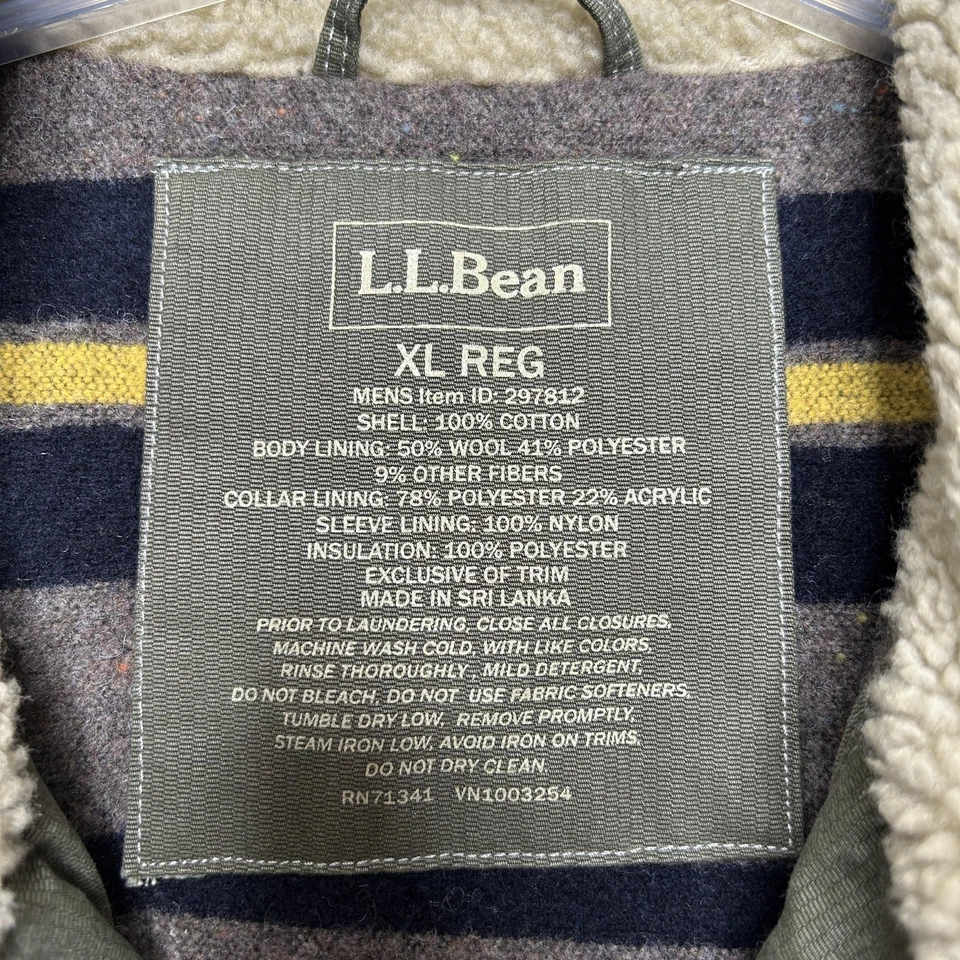 L.L.Bean
XL REG
MENS Item ID: 297812
SHELL: 100% COTTON
BODY LINING: 50% WOOL 41% POLYESTER
9% OTHER FIBERS
COLLAR LINING: 78% POLYESTER 22% ACRYLIC
SLEEVE LINING: 100% NYLON
INSULATION: 100% POLYESTER
EXCLUSIVE OF TRIM
MADE IN SRI LANKA
PRIOR TO LAUNDERING, CLOSE ALL CLOSURES,
MACHINE WASH COLD, WITH LIKE COLORS,
RINSE THOROUGHLY , MILD DETERGENT,
DO NOT BLEACH, DO NOT USE FABRIC SOFTENERS,
TUMBLE DRY LOW, REMOVE PROMPTLY,
STEAM IRON LOW, AVOID IRON ON TRIMS,
DO NOT DRY CLEAN.
RN71341 VN1003254